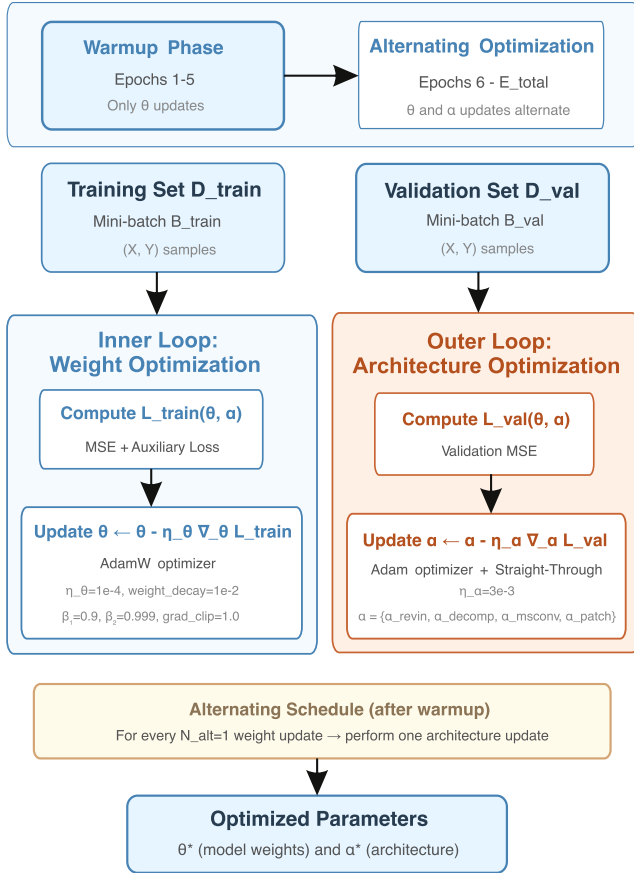 Warmup Phase
Epochs 1-5
Only θ updates
Alternating Optimization
Epochs 6 - E_total
θ and α updates alternate
Training Set D_train
Mini-batch B_train
(X, Y) samples
Validation Set D_val
Mini-batch B_val
(X, Y) samples
Inner Loop:
Weight Optimization
Compute L_train(θ, α)
MSE + Auxiliary Loss
Update θ ← θ - η_θ ∇_θ L_train
AdamW optimizer
η_θ=1e-4, weight_decay=1e-2
β₁=0.9, β₂=0.999, grad_clip=1.0
Outer Loop:
Architecture Optimization
Compute L_val(θ, α)
Validation MSE
Update α ← α - η_α ∇_α L_val
Adam optimizer + Straight-Through
η_α=3e-3
α = {α_revin, α_decomp, α_msconv, α_patch}
Alternating Schedule (after warmup)
For every N_alt=1 weight update → perform one architecture update
Optimized Parameters
θ* (model weights) and α* (architecture)